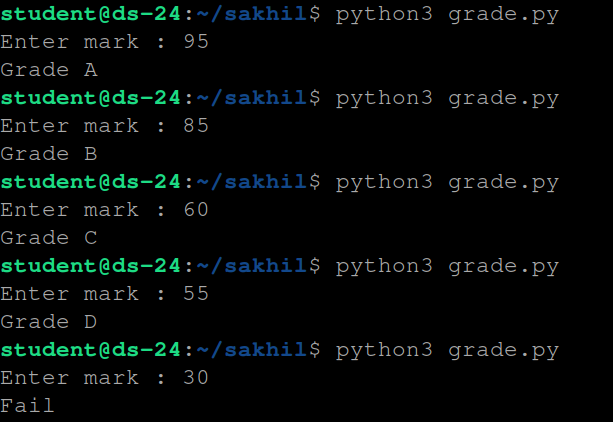 student@ds-24:~/sakhil$ python3 grade.py
Enter mark : 95
Grade A
student@ds-24:~/sakhil$ python3 grade.py
Enter mark : 85
Grade B
student@ds-24:~/sakhil$ python3 grade.py
Enter mark : 60
Grade C
student@ds-24:~/sakhil$ python3 grade.py
Enter mark : 55
Grade D
student@ds-24:~/sakhil$ python3 grade.py
Enter mark : 30
Fail